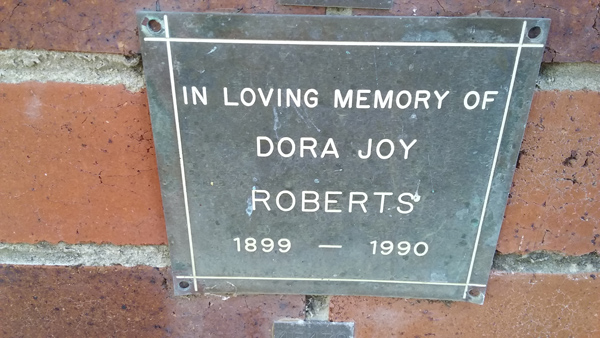 IN LOVING MEMORY OF
DORA JOY
ROBERTS
1899 — 1990